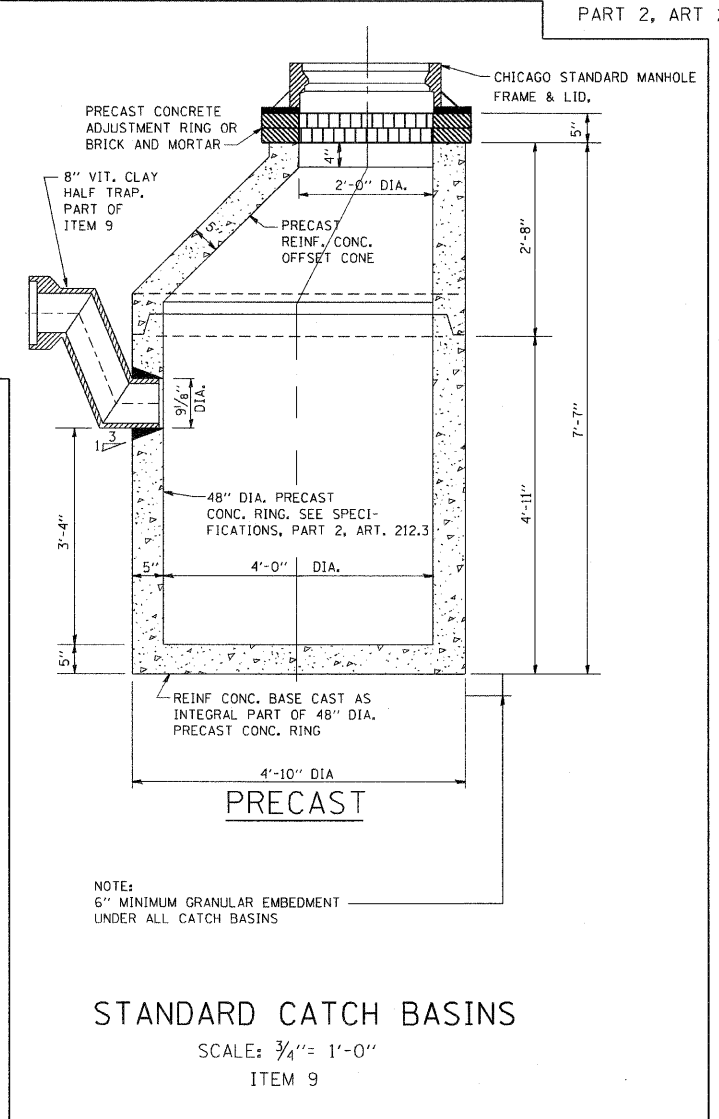 PART 2, ART
CHICAGO STANDARD MANHOLE
FRAME & LID.
PRECAST CONCRETE
ADJUSTMENT RING OR
BRICK AND MORTAR
5"
4"
8" VIT. CLAY
HALF TRAP.
PART OF
ITEM 9
2'-0" DIA.
5"
PRECAST
REINF. CONC.
OFFSET CONE
2'-8"
9⅛"
DIA.
3
1
7'-7"
4'-11"
48" DIA. PRECAST
CONC. RING. SEE SPECI-
FICATIONS, PART 2, ART. 212.3
3'-4"
5"
4'-0" DIA.
5"
REINF CONC. BASE CAST AS
INTEGRAL PART OF 48" DIA.
PRECAST CONC. RING
4'-10" DIA
PRECAST
NOTE:
6" MINIMUM GRANULAR EMBEDMENT
UNDER ALL CATCH BASINS
STANDARD CATCH BASINS
SCALE: ¾"= 1'-0"
ITEM 9